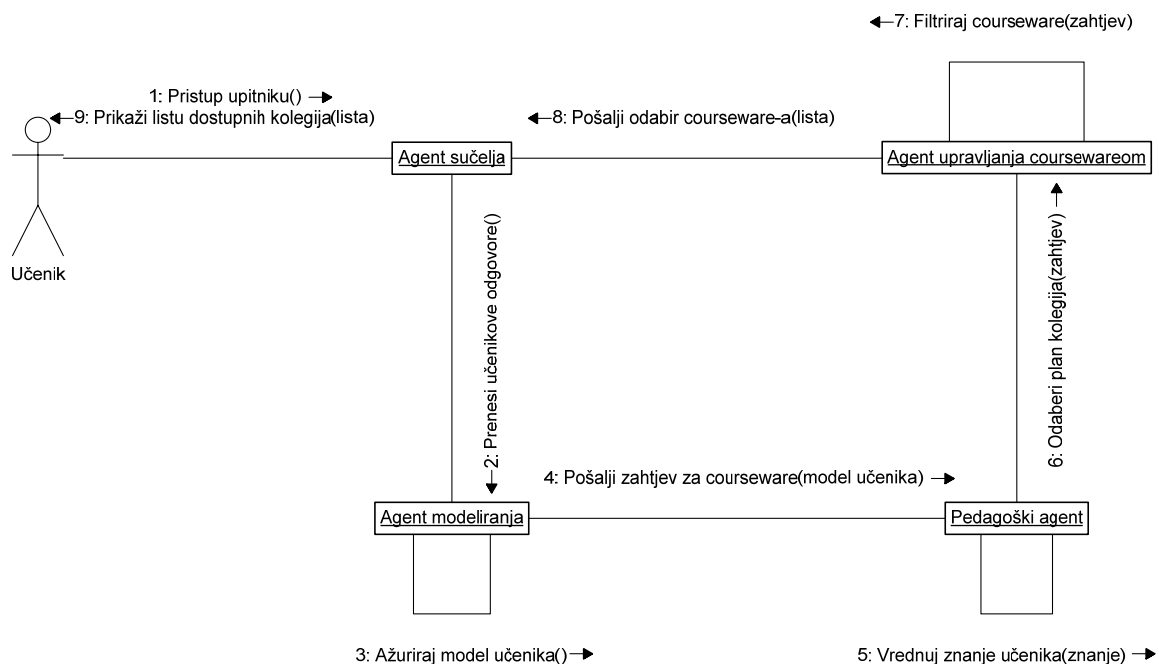 7: Filtriraj courseware(zahtjev)
1: Pristup upitniku()
9: Prikaži listu dostupnih kolegija(lista)
8: Pošalji odabir courseware-a(lista)
Agent sučelja
Agent upravljanja coursewareom
Učenik
2: Prenesi učenikove odgovore()
6: Odaberi plan kolegija(zahtjev)
4: Pošalji zahtjev za courseware(model učenika)
Agent modeliranja
Pedagoški agent
3: Ažuriraj model učenika()
5: Vrednuj znanje učenika(znanje)